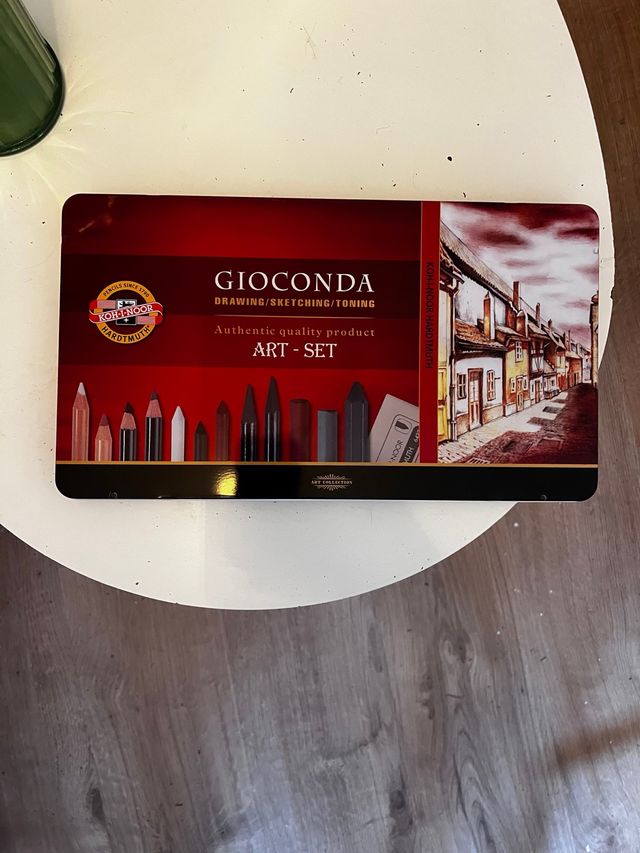 GIOCONDA
DRAWING/SKETCHING/TONING
Authentic quality product
ART - SET
PENCILS SINCE 1790
KOH-I-NOOR
HARDTMUTH
KOH-I-NOOR HARDTMUTH
ART COLLECTION